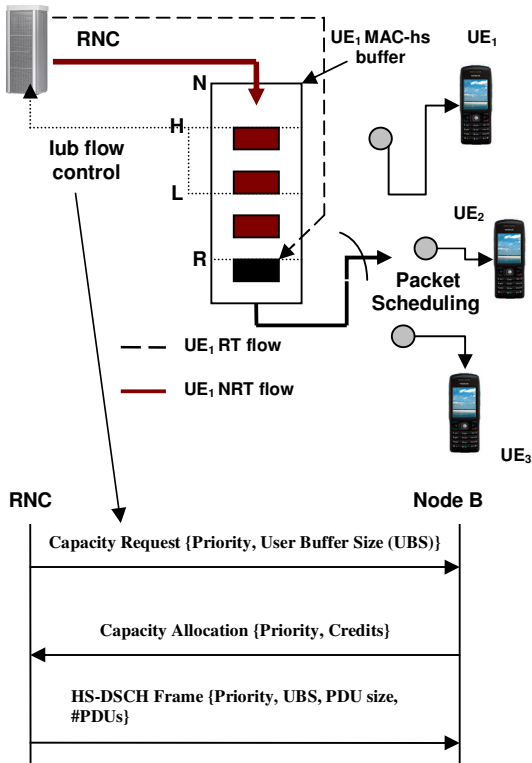 RNC
UE1 MAC-hs
buffer
UE1
N
H
Iub flow
control
L
UE2
R
Packet
Scheduling
UE1 RT flow
UE1 NRT flow
UE3
RNC
Node B
Capacity Request {Priority, User Buffer Size (UBS)}
Capacity Allocation {Priority, Credits}
HS-DSCH Frame {Priority, UBS, PDU size,
#PDUs}